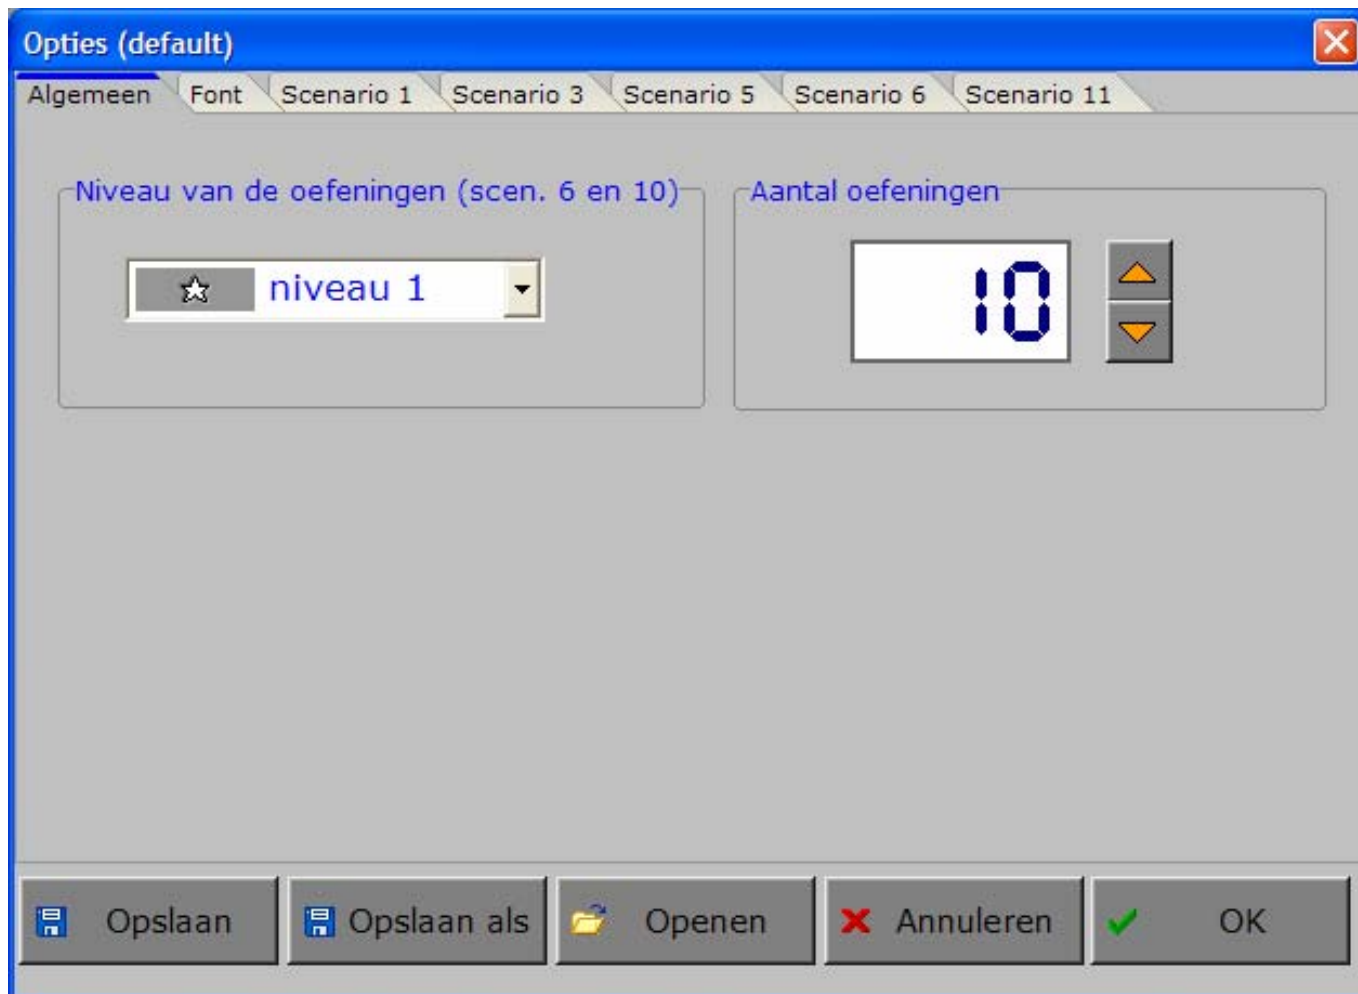 Opties (default)
Algemeen Font Scenario 1 Scenario 3 Scenario 5 Scenario 6 Scenario 11
Niveau van de oefeningen (scen. 6 en 10) Aantal oefeningen
niveau 1 10
Opslaan Opslaan als Openen Annuleren OK